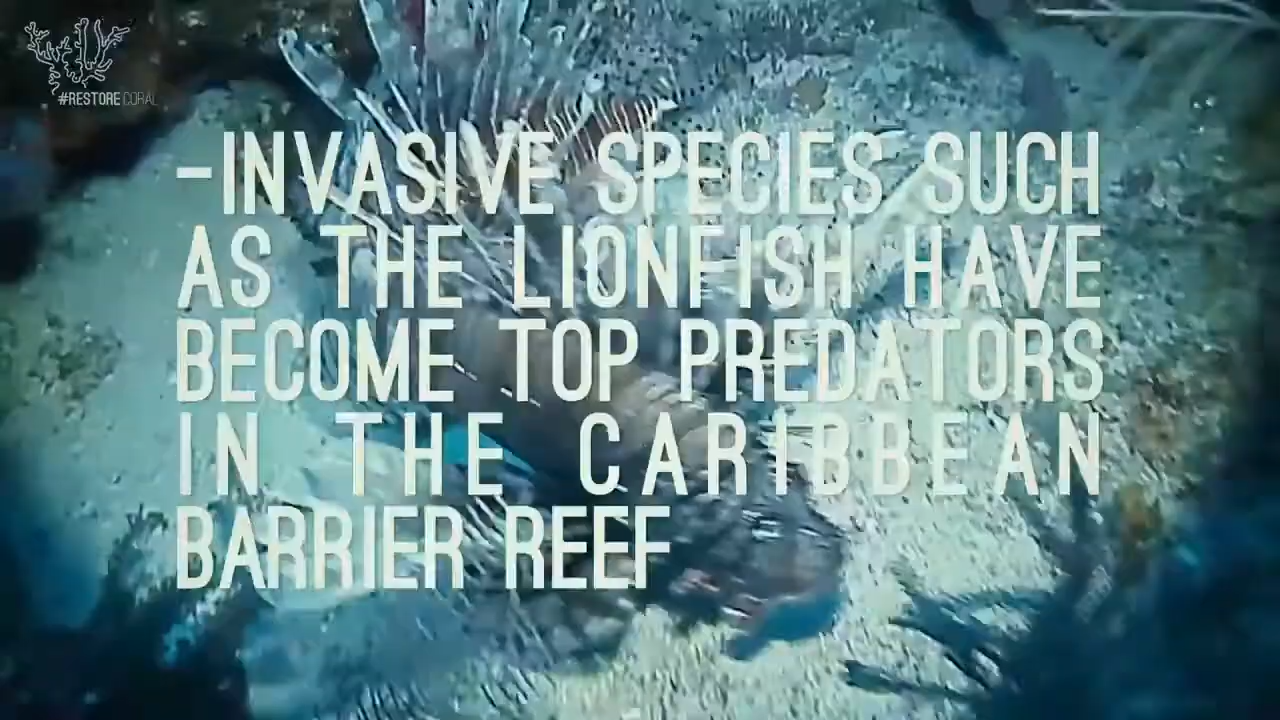 #RESTORECORAL
-INVASIVE SPECIES SUCH
AS THE LIONFISH HAVE
BECOME TOP PREDATORS
IN THE CARIBBEAN
BARRIER REEF